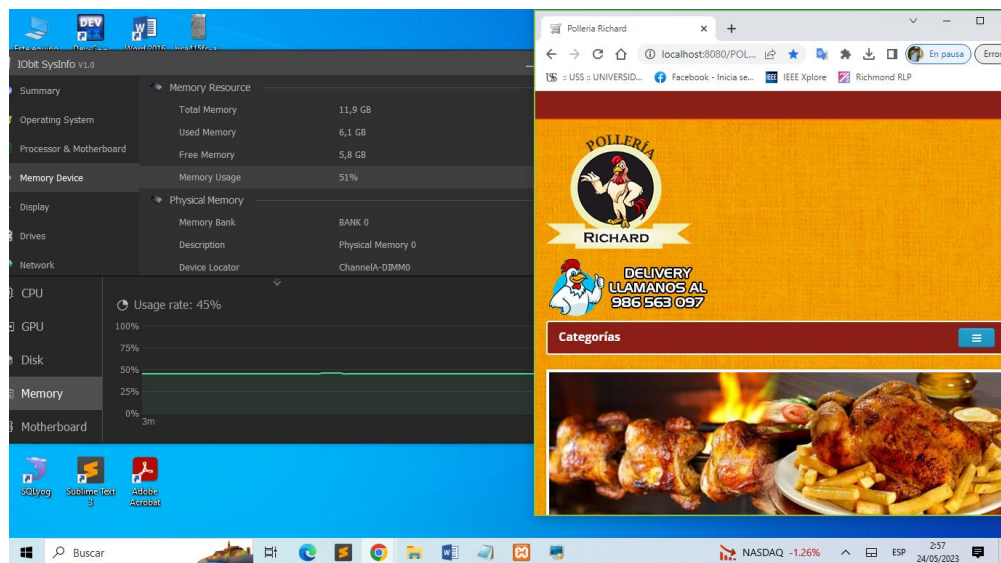 DEV
Este equipo
Dev-C++
Word 2016
IObit SysInfo v1.0
Summary
Operating System
Processor & Motherboard
Memory Device
Display
Drives
Network
Memory Resource
Total Memory 11,9 GB
Used Memory 6,1 GB
Free Memory 5,8 GB
Memory Usage 51%
Physical Memory
Memory Bank BANK 0
Description Physical Memory 0
Device Locator ChannelA-DIMM0
CPU
GPU
Disk
Memory
Motherboard
Usage rate: 45%
100%
75%
50%
25%
0%
3m
SQLyog
Sublime Text
3
Adobe
Acrobat
Polleria Richard
localhost:8080/POL...
En pausa
Error
:: USS :: UNIVERSID...
Facebook - Inicia se...
IEEE
IEEE Xplore
Richmond RLP
POLLERÍA
RICHARD
DELIVERY
LLAMANOS AL
986 563 097
Categorías
Buscar
NASDAQ -1.26%
ESP
2:57
24/05/2023